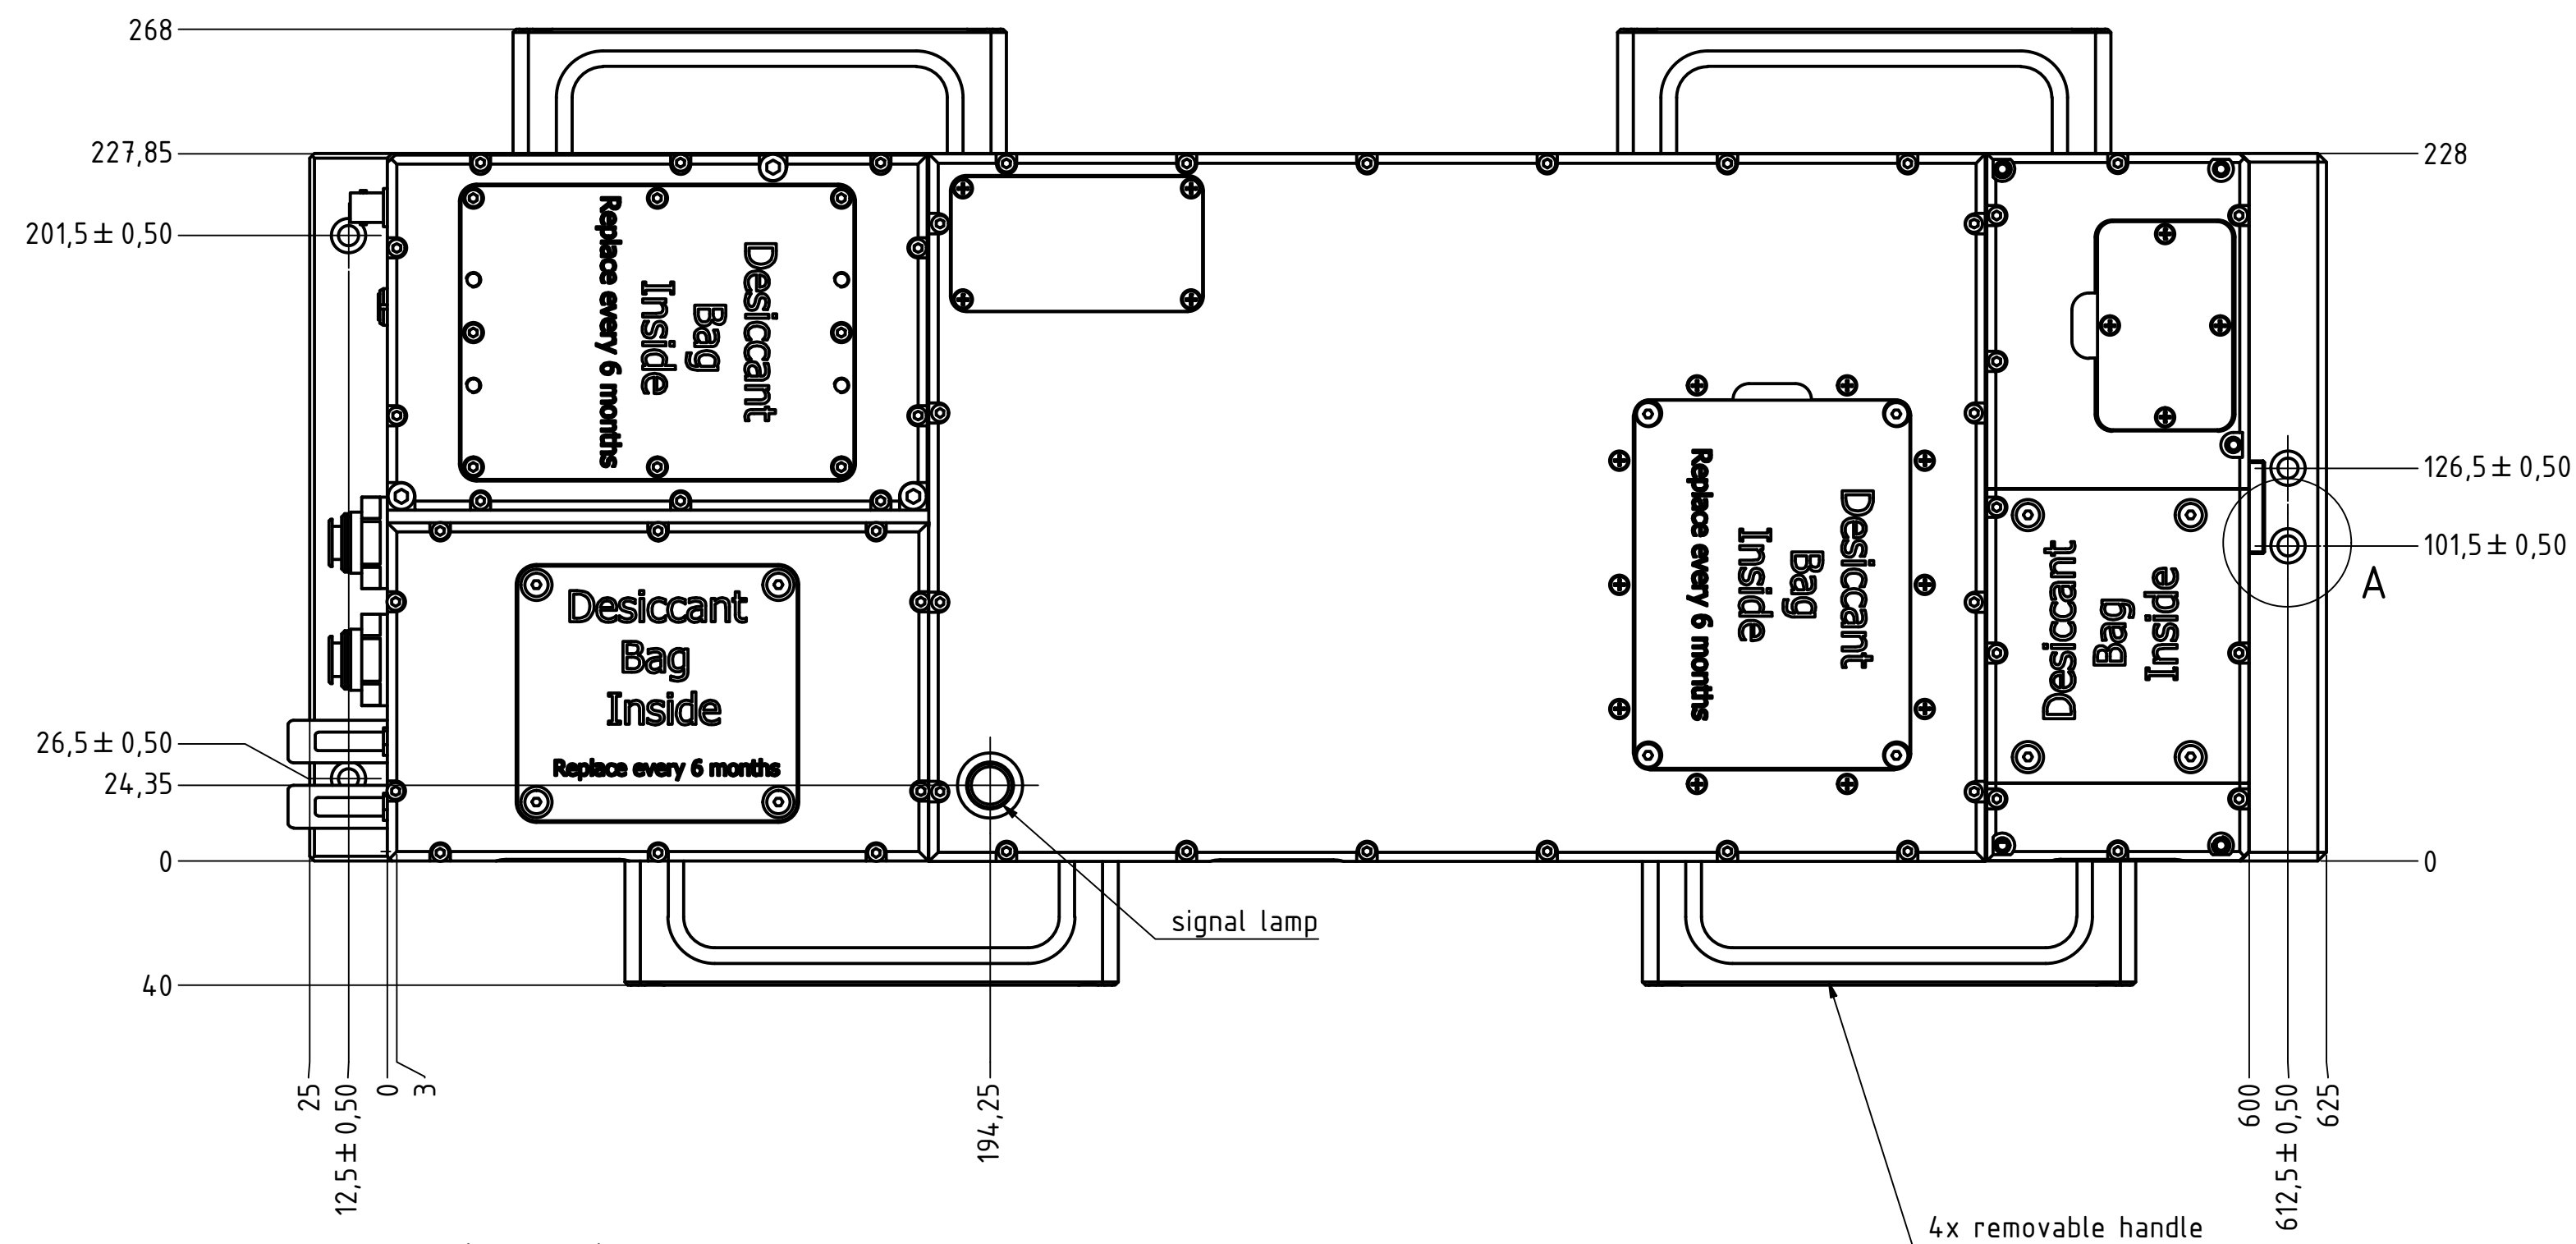 268
227,85
228
201,5 ± 0,50
Desiccant
Bag
Inside
Replace every 6 months
126,5 ± 0,50
101,5 ± 0,50
A
Desiccant
Bag
Inside
Replace every 6 months
Desiccant
Bag
Inside
Desiccant
Bag
Inside
Replace every 6 months
26,5 ± 0,50
24,35
0
0
signal lamp
40
25
12,5 ± 0,50
0
3
194,25
600
612,5 ± 0,50
625
4x removable handle